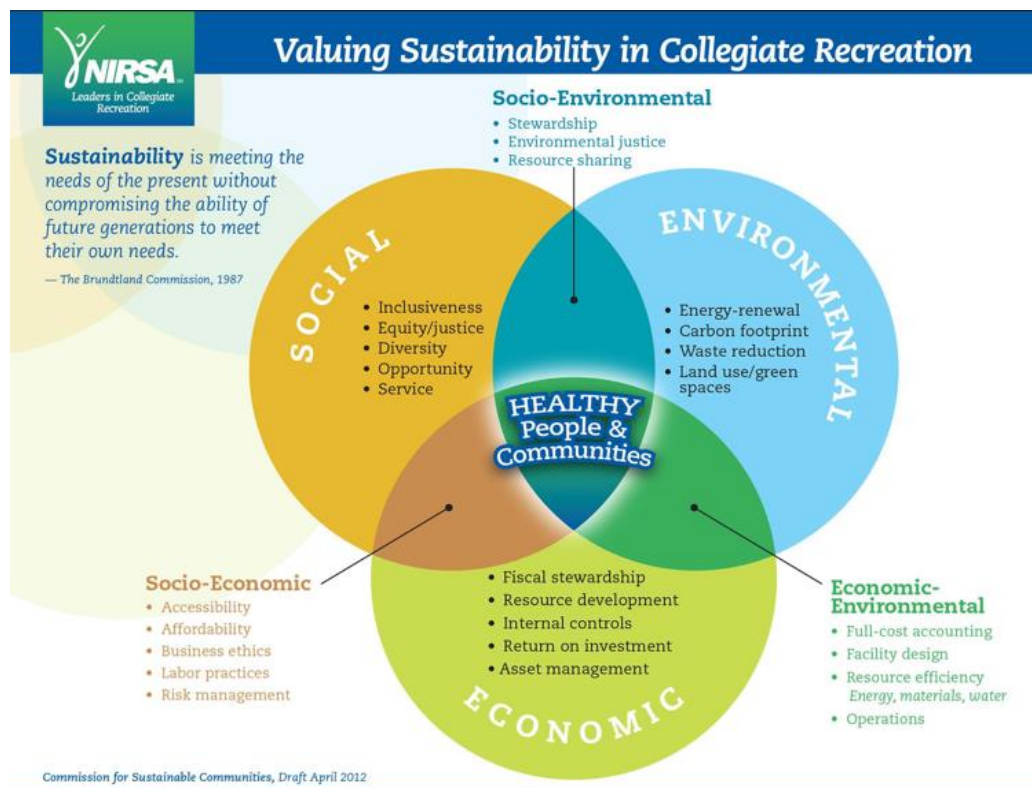 NIRSA
Leaders in Collegiate
Recreation
Valuing Sustainability in Collegiate Recreation
Sustainability is meeting the
needs of the present without
compromising the ability of
future generations to meet
their own needs.
— The Brundtland Commission, 1987
Socio-Environmental
• Stewardship
• Environmental justice
• Resource sharing
SOCIAL
• Inclusiveness
• Equity/justice
• Diversity
• Opportunity
• Service
ENVIRONMENTAL
• Energy-renewal
• Carbon footprint
• Waste reduction
• Land use/green
spaces
HEALTHY
People &
Communities
Socio-Economic
• Accessibility
• Affordability
• Business ethics
• Labor practices
• Risk management
• Fiscal stewardship
• Resource development
• Internal controls
• Return on investment
• Asset management
ECONOMIC
Economic-
Environmental
• Full-cost accounting
• Facility design
• Resource efficiency
Energy, materials, water
• Operations
Commission for Sustainable Communities, Draft April 2012